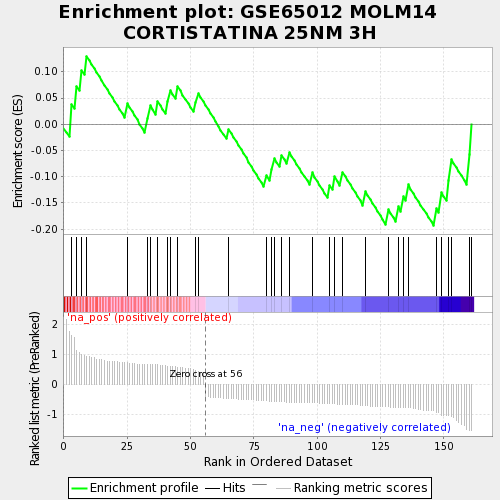 Enrichment plot: GSE65012 MOLM14
CORTISTATINA 25NM 3H
Enrichment score (ES)
0.10
0.05
0.00
-0.05
-0.10
-0.15
-0.20
'na_pos' (positively correlated)
Ranked list metric (PreRanked)
2
1
0
-1
Zero cross at 56
'na_neg' (negatively correlated)
0 25 50 75 100 125 150
Rank in Ordered Dataset
Enrichment profile Hits Ranking metric scores